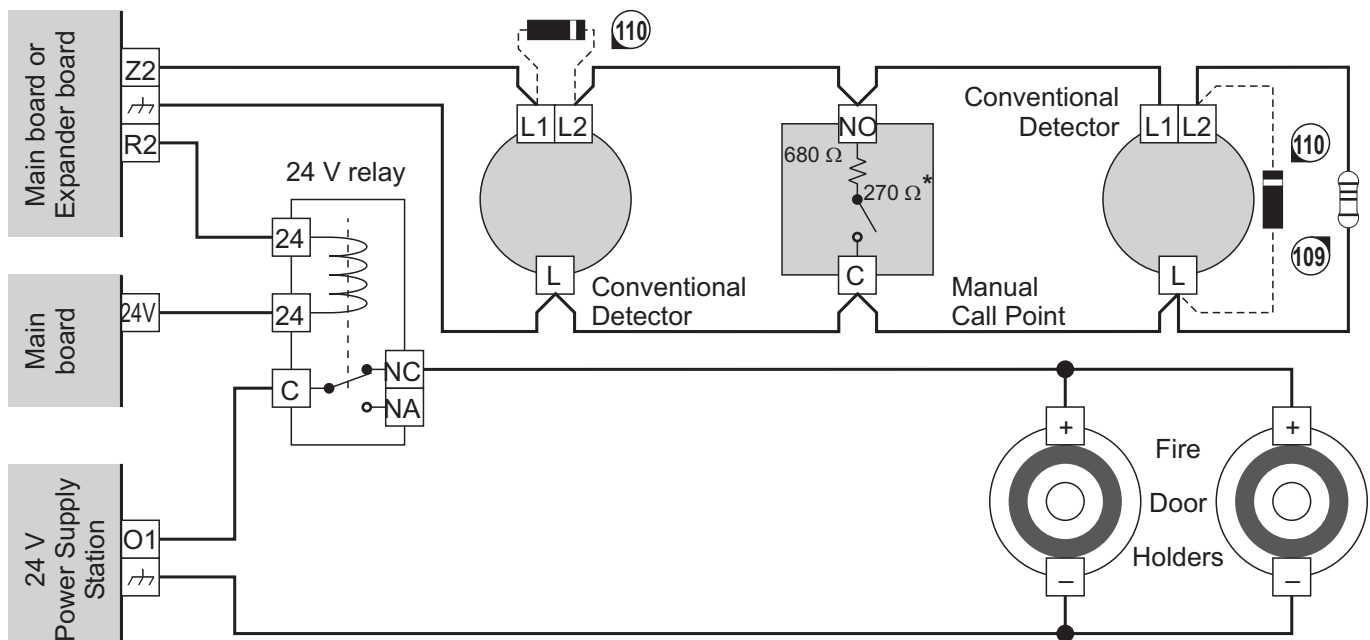 Main board or
Expander board
Z2
R2
110
L1 L2
L
Conventional
Detector
NO
680 Ω
270 Ω*
C
Manual
Call Point
Conventional
Detector
L1 L2
L
110
109
24 V relay
24
24
C
NC
NA
Main
board
24V
24 V
Power Supply
Station
O1
+
–
Fire
Door
Holders
+
–